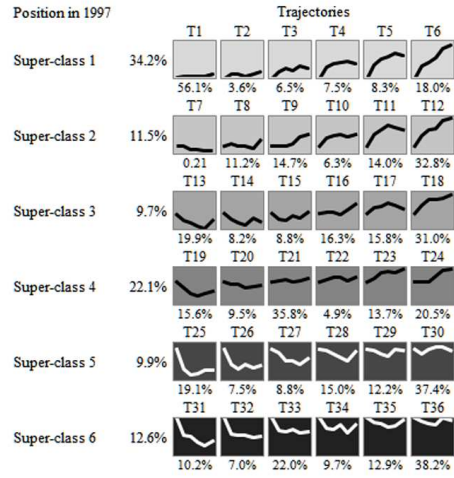 Position in 1997 Trajectories
T1 T2 T3 T4 T5 T6
Super-class 1 34.2%
56.1% 3.6% 6.5% 7.5% 8.3% 18.0%
T7 T8 T9 T10 T11 T12
Super-class 2 11.5%
0.21 11.2% 14.7% 6.3% 14.0% 32.8%
T13 T14 T15 T16 T17 T18
Super-class 3 9.7%
19.9% 8.2% 8.8% 16.3% 15.8% 31.0%
T19 T20 T21 T22 T23 T24
Super-class 4 22.1%
15.6% 9.5% 35.8% 4.9% 13.7% 20.5%
T25 T26 T27 T28 T29 T30
Super-class 5 9.9%
19.1% 7.5% 8.8% 15.0% 12.2% 37.4%
T31 T32 T33 T34 T35 T36
Super-class 6 12.6%
10.2% 7.0% 22.0% 9.7% 12.9% 38.2%